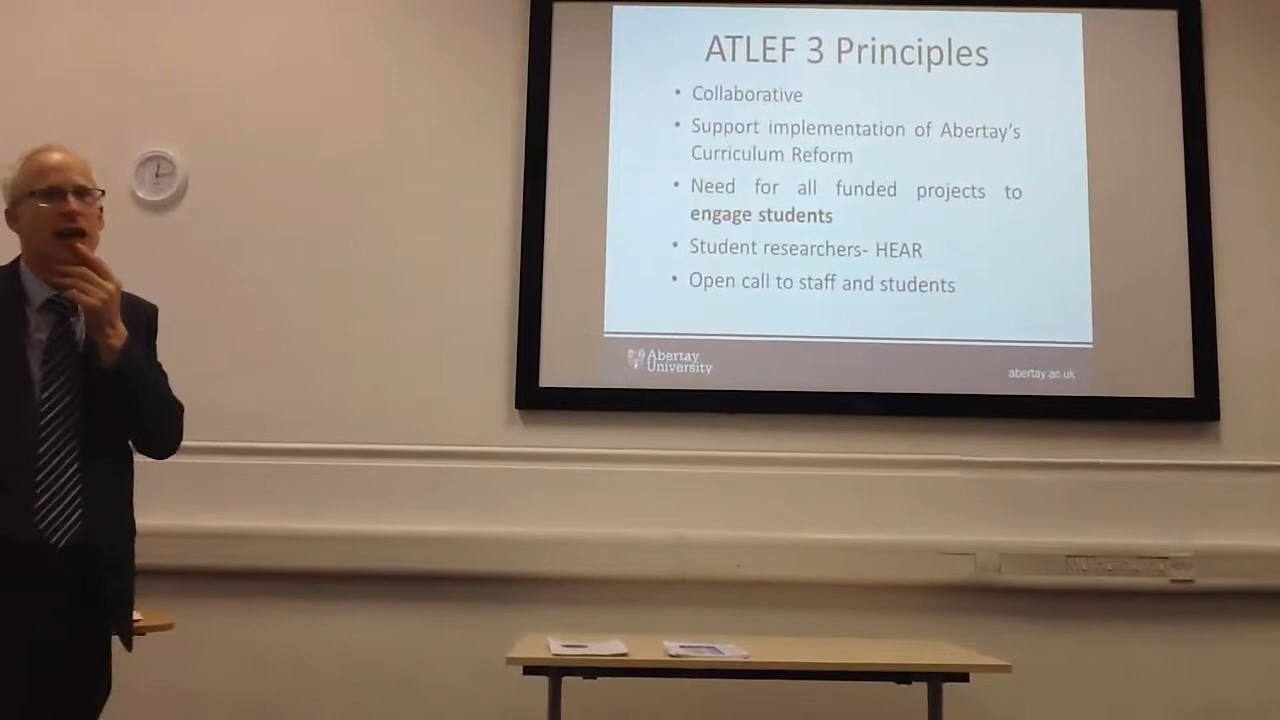 ATLEF 3 Principles
• Collaborative
• Support implementation of Abertay's
Curriculum Reform
• Need for all funded projects to
engage students
• Student researchers- HEAR
• Open call to staff and students
Abertay
University
abertay.ac.uk